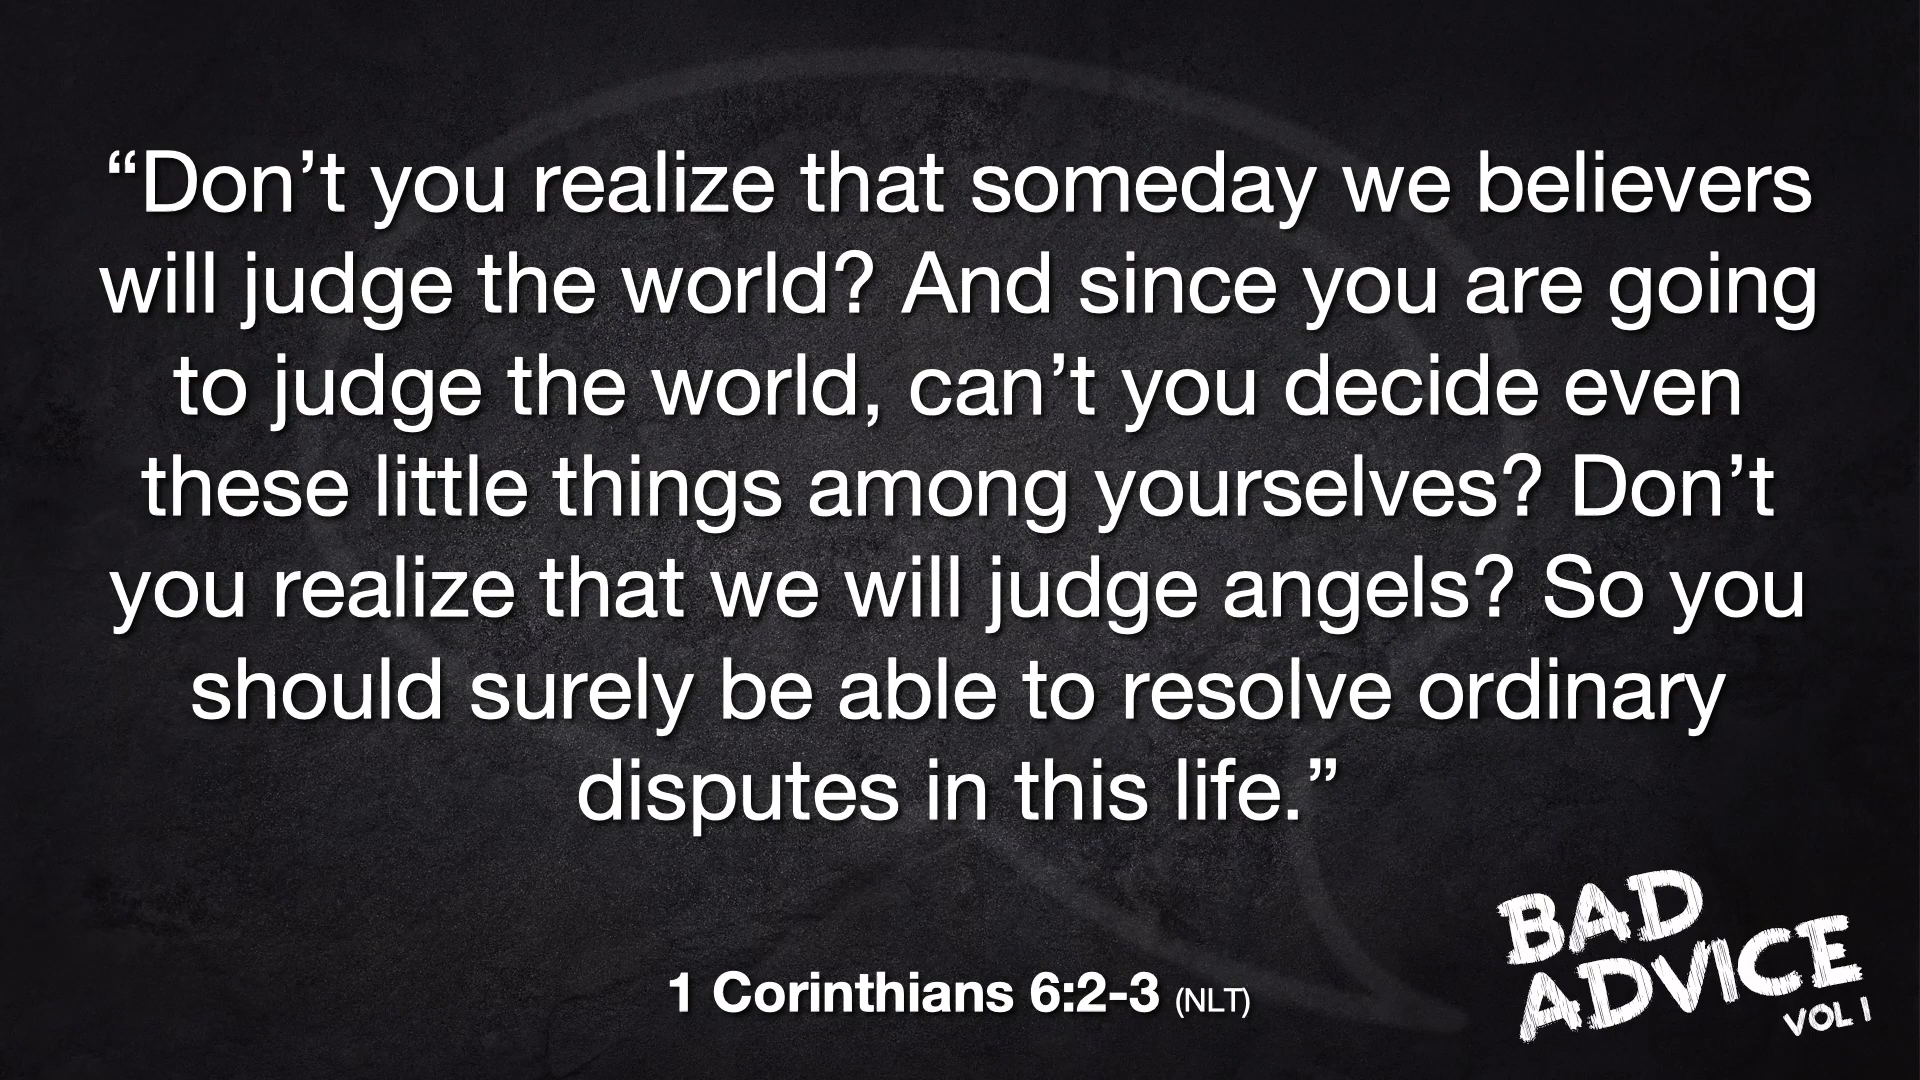 “Don’t you realize that someday we believers
will judge the world? And since you are going
to judge the world, can’t you decide even
these little things among yourselves? Don’t
you realize that we will judge angels? So you
should surely be able to resolve ordinary
disputes in this life.”
1 Corinthians 6:2-3 (NLT)
BAD
ADVICE
VOL 1